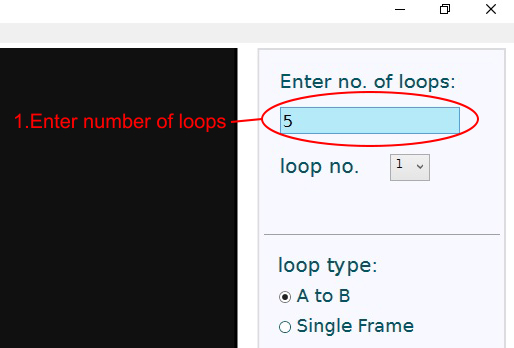 Enter no. of loops:
1.Enter number of loops
5
loop no.
1
loop type:
A to B
Single Frame